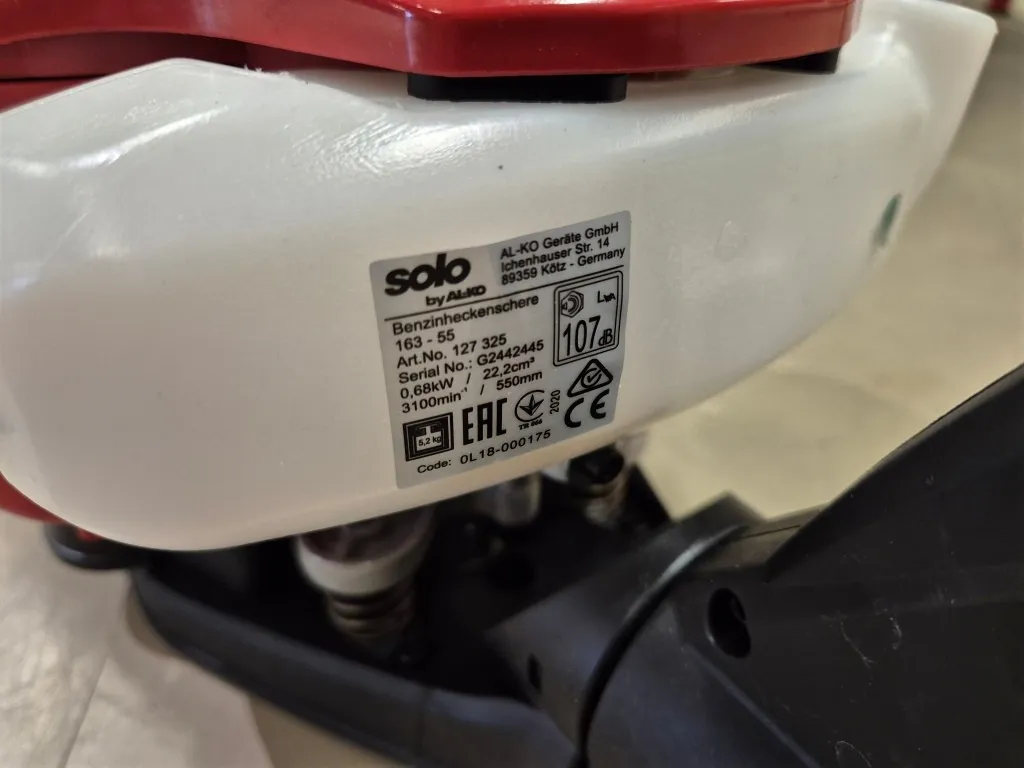 solo
by AL-KO
AL-KO Geräte GmbH
Ichenhauser Str. 14
89359 Kötz - Germany
Benzinheckenschere
163 - 55
Art.No. 127 325
Serial No.: G2442445
0,68kW / 22,2cm³
3100min⁻¹ / 550mm
LWA
107dB
5,2 kg
EAC
TR 066
2020
CE
Code: 0L18-000175